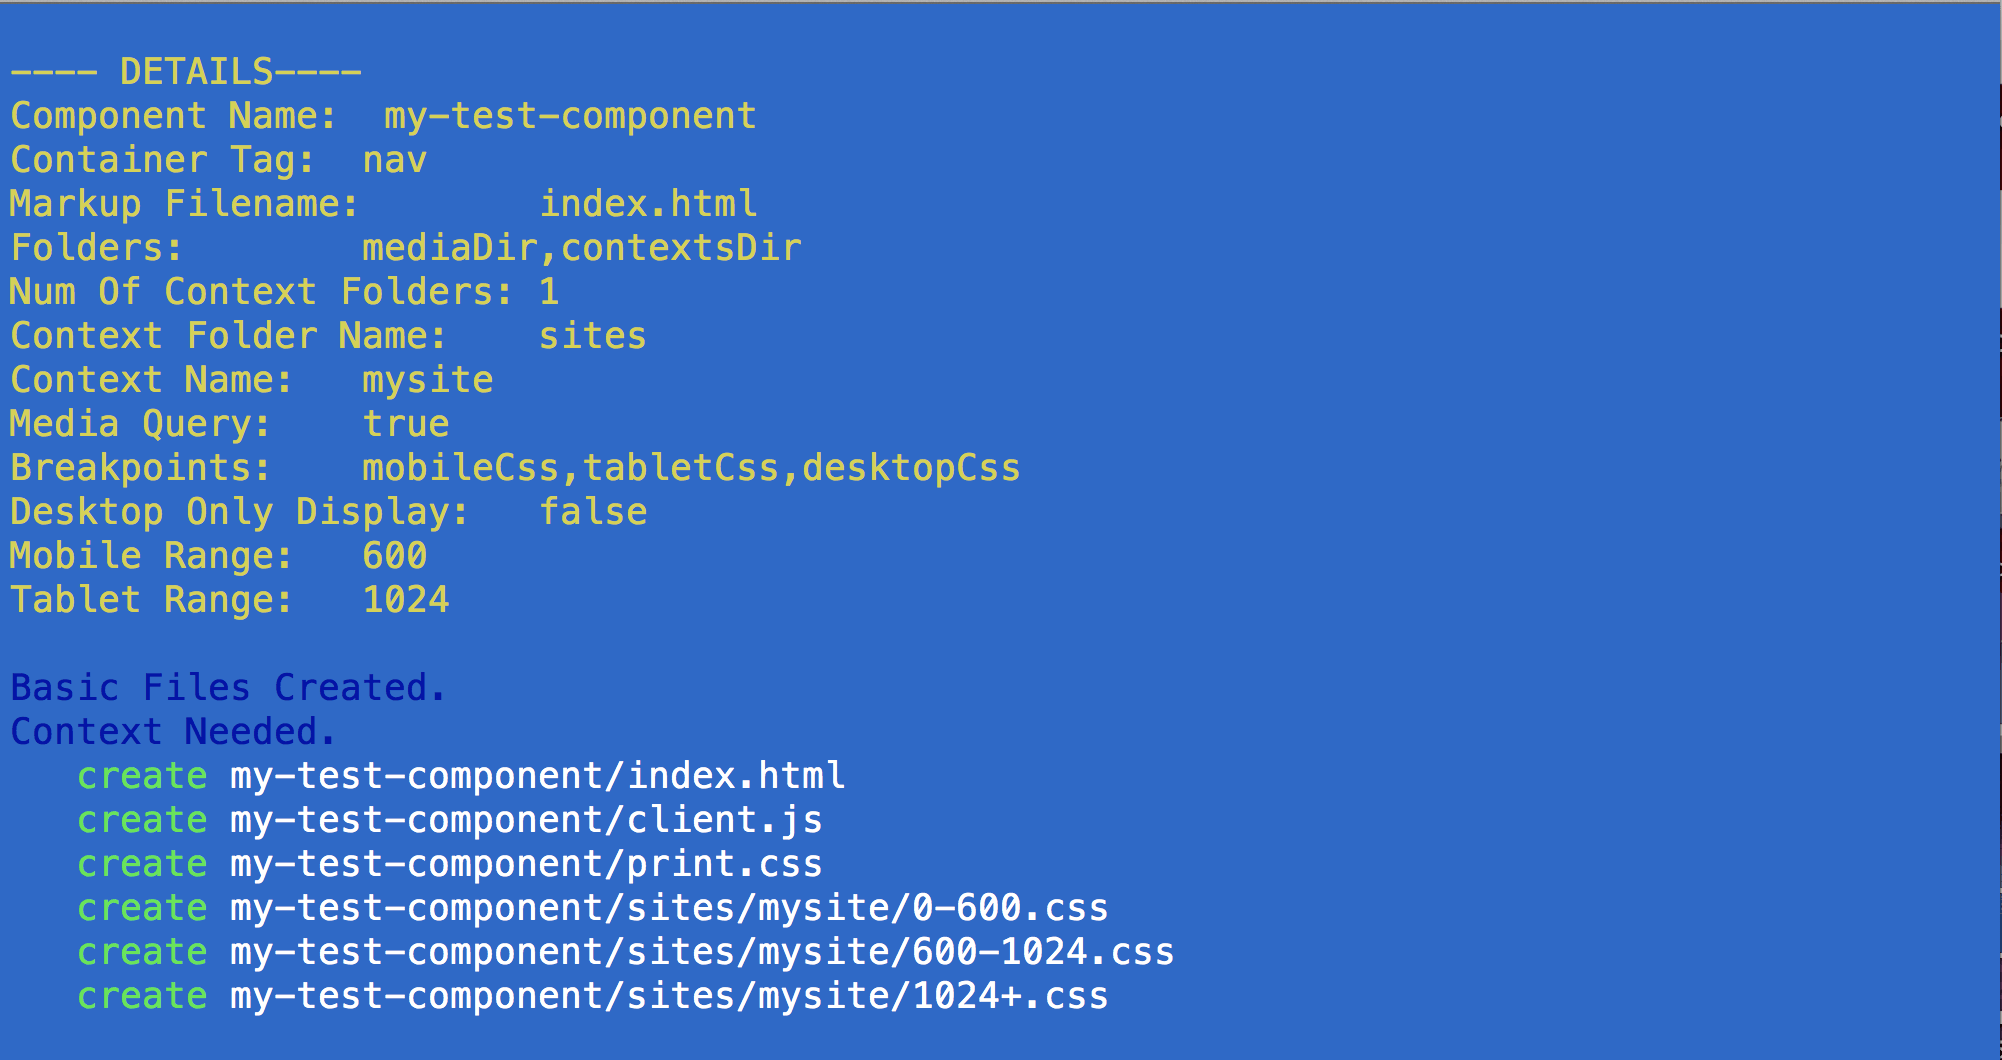 ---- DETAILS----
Component Name:  my-test-component
Container Tag:  nav
Markup Filename:        index.html
Folders:        mediaDir,contextsDir
Num Of Context Folders: 1
Context Folder Name:    sites
Context Name:   mysite
Media Query:    true
Breakpoints:    mobileCss,tabletCss,desktopCss
Desktop Only Display:   false
Mobile Range:   600
Tablet Range:   1024

Basic Files Created.
Context Needed.
   create my-test-component/index.html
   create my-test-component/client.js
   create my-test-component/print.css
   create my-test-component/sites/mysite/0-600.css
   create my-test-component/sites/mysite/600-1024.css
   create my-test-component/sites/mysite/1024+.css